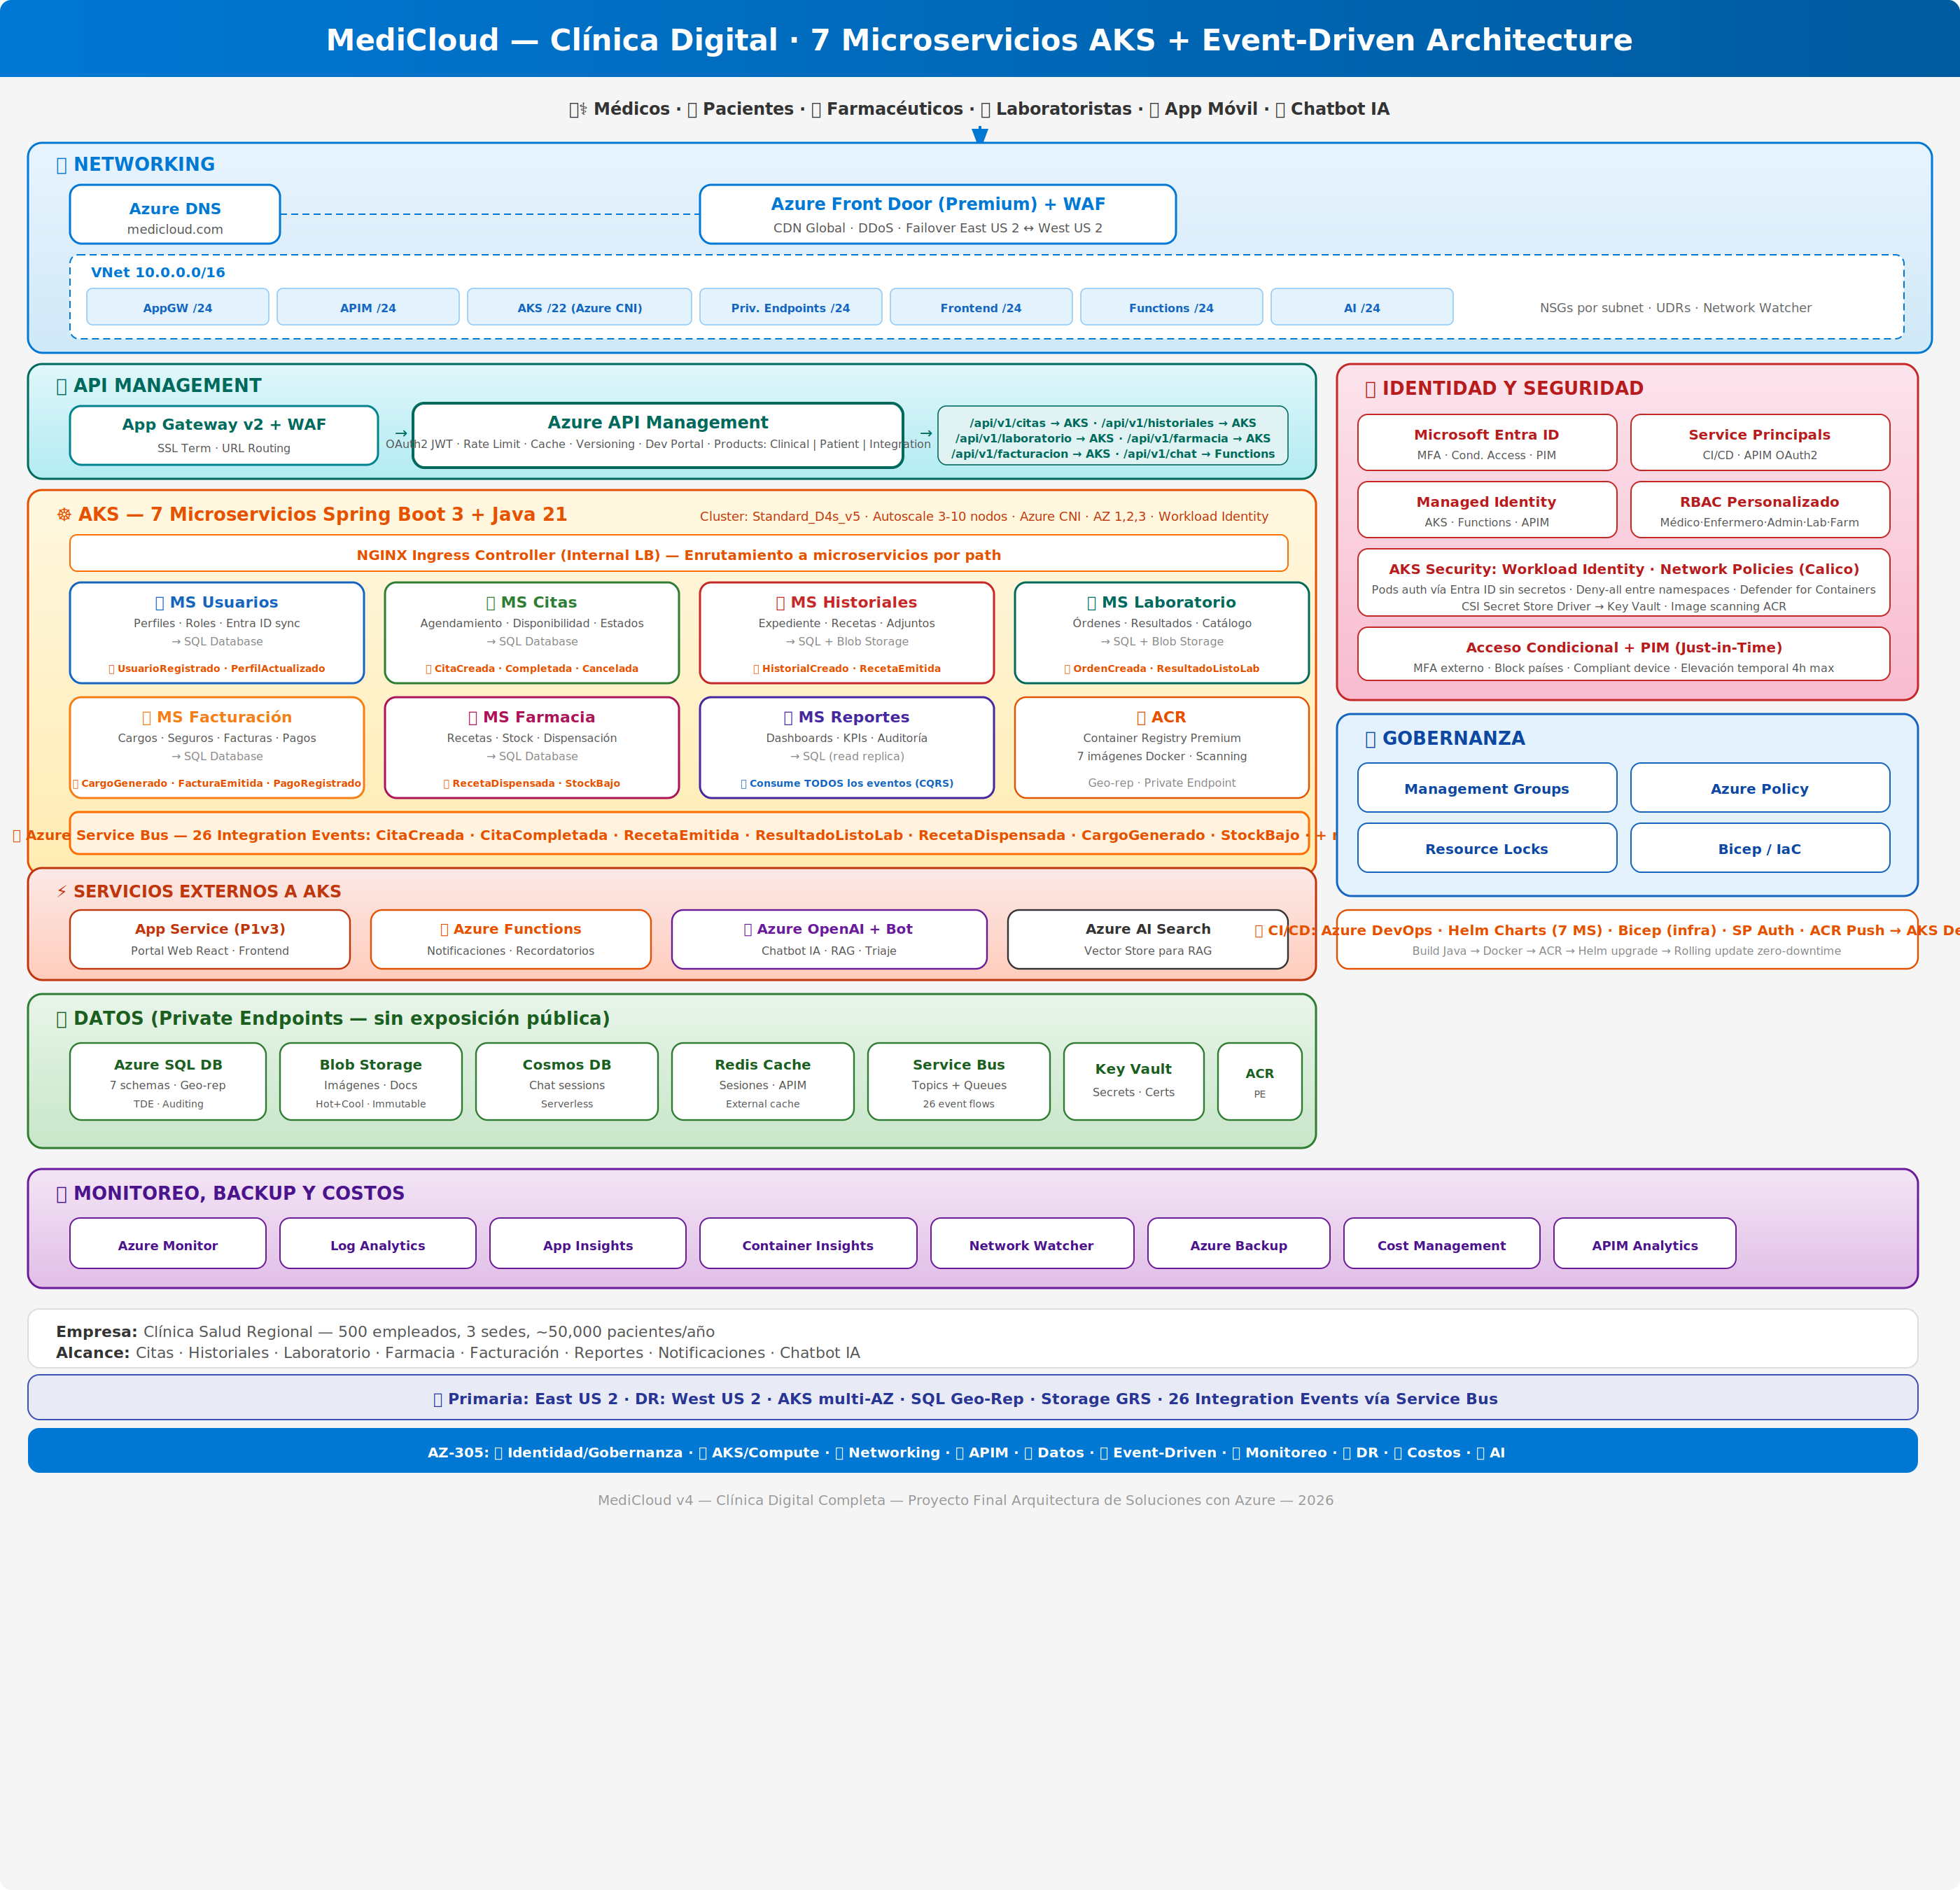 MediCloud — Clínica Digital · 7 Microservicios AKS + Event-Driven Architecture
⚕ Médicos · Pacientes · Farmacéuticos · Laboratoristas · App Móvil · Chatbot IA
NETWORKING
Azure DNS
medicloud.com
Azure Front Door (Premium) + WAF
CDN Global · DDoS · Failover East US 2 ↔ West US 2
VNet 10.0.0.0/16
AppGW /24
APIM /24
AKS /22 (Azure CNI)
Priv. Endpoints /24
Frontend /24
Functions /24
AI /24
NSGs por subnet · UDRs · Network Watcher
API MANAGEMENT
App Gateway v2 + WAF
SSL Term · URL Routing
→
Azure API Management
OAuth2 JWT · Rate Limit · Cache · Versioning · Dev Portal · Products: Clinical | Patient | Integration
→
/api/v1/citas → AKS · /api/v1/historiales → AKS
/api/v1/laboratorio → AKS · /api/v1/farmacia → AKS
/api/v1/facturacion → AKS · /api/v1/chat → Functions
IDENTIDAD Y SEGURIDAD
Microsoft Entra ID
MFA · Cond. Access · PIM
Service Principals
CI/CD · APIM OAuth2
Managed Identity
AKS · Functions · APIM
RBAC Personalizado
Médico·Enfermero·Admin·Lab·Farm
AKS Security: Workload Identity · Network Policies (Calico)
Pods auth vía Entra ID sin secretos · Deny-all entre namespaces · Defender for Containers
CSI Secret Store Driver → Key Vault · Image scanning ACR
Acceso Condicional + PIM (Just-in-Time)
MFA externo · Block países · Compliant device · Elevación temporal 4h max
☸ AKS — 7 Microservicios Spring Boot 3 + Java 21
Cluster: Standard_D4s_v5 · Autoscale 3-10 nodos · Azure CNI · AZ 1,2,3 · Workload Identity
NGINX Ingress Controller (Internal LB) — Enrutamiento a microservicios por path
MS Usuarios
Perfiles · Roles · Entra ID sync
→ SQL Database
UsuarioRegistrado · PerfilActualizado
MS Citas
Agendamiento · Disponibilidad · Estados
→ SQL Database
CitaCreada · Completada · Cancelada
MS Historiales
Expediente · Recetas · Adjuntos
→ SQL + Blob Storage
HistorialCreado · RecetaEmitida
MS Laboratorio
Órdenes · Resultados · Catálogo
→ SQL + Blob Storage
OrdenCreada · ResultadoListoLab
MS Facturación
Cargos · Seguros · Facturas · Pagos
→ SQL Database
CargoGenerado · FacturaEmitida · PagoRegistrado
MS Farmacia
Recetas · Stock · Dispensación
→ SQL Database
RecetaDispensada · StockBajo
MS Reportes
Dashboards · KPIs · Auditoría
→ SQL (read replica)
Consume TODOS los eventos (CQRS)
ACR
Container Registry Premium
7 imágenes Docker · Scanning
Geo-rep · Private Endpoint
Azure Service Bus — 26 Integration Events: CitaCreada · CitaCompletada · RecetaEmitida · ResultadoListoLab · RecetaDispensada · CargoGenerado · StockBajo · +
GOBERNANZA
Management Groups
Azure Policy
Resource Locks
Bicep / IaC
⚡ SERVICIOS EXTERNOS A AKS
App Service (P1v3)
Portal Web React · Frontend
Azure Functions
Notificaciones · Recordatorios
Azure OpenAI + Bot
Chatbot IA · RAG · Triaje
Azure AI Search
Vector Store para RAG
CI/CD: Azure DevOps · Helm Charts (7 MS) · Bicep (infra) · SP Auth · ACR Push → AKS De
Build Java → Docker → ACR → Helm upgrade → Rolling update zero-downtime
DATOS (Private Endpoints — sin exposición pública)
Azure SQL DB
7 schemas · Geo-rep
TDE · Auditing
Blob Storage
Imágenes · Docs
Hot+Cool · Immutable
Cosmos DB
Chat sessions
Serverless
Redis Cache
Sesiones · APIM
External cache
Service Bus
Topics + Queues
26 event flows
Key Vault
Secrets · Certs
ACR
PE
MONITOREO, BACKUP Y COSTOS
Azure Monitor
Log Analytics
App Insights
Container Insights
Network Watcher
Azure Backup
Cost Management
APIM Analytics
Empresa: Clínica Salud Regional — 500 empleados, 3 sedes, ~50,000 pacientes/año
Alcance: Citas · Historiales · Laboratorio · Farmacia · Facturación · Reportes · Notificaciones · Chatbot IA
Primaria: East US 2 · DR: West US 2 · AKS multi-AZ · SQL Geo-Rep · Storage GRS · 26 Integration Events vía Service Bus
AZ-305: Identidad/Gobernanza · AKS/Compute · Networking · APIM · Datos · Event-Driven · Monitoreo · DR · Costos · AI
MediCloud v4 — Clínica Digital Completa — Proyecto Final Arquitectura de Soluciones con Azure — 2026